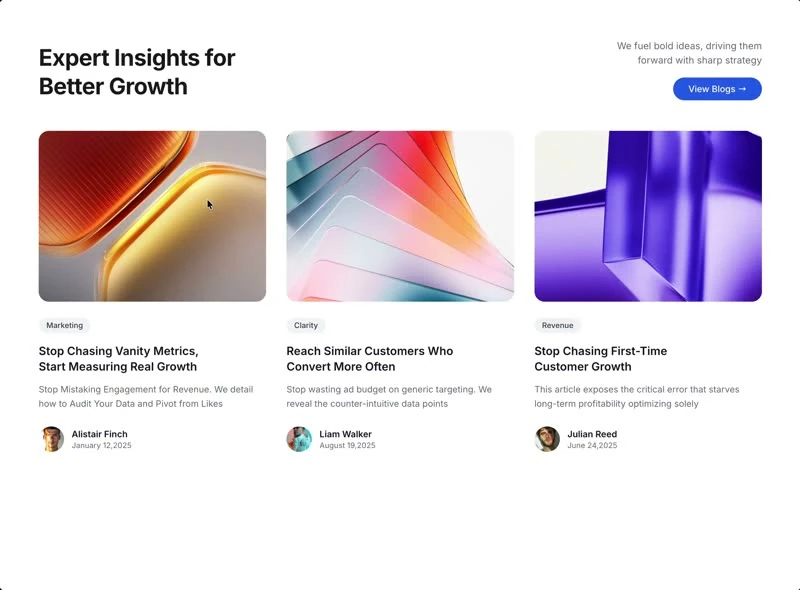 Expert Insights for
Better Growth
We fuel bold ideas, driving them
forward with sharp strategy
View Blogs →
Marketing
Stop Chasing Vanity Metrics,
Start Measuring Real Growth
Stop Mistaking Engagement for Revenue. We detail
how to Audit Your Data and Pivot from Likes
Alistair Finch
January 12,2025
Clarity
Reach Similar Customers Who
Convert More Often
Stop wasting ad budget on generic targeting. We
reveal the counter-intuitive data points
Liam Walker
August 19,2025
Revenue
Stop Chasing First-Time
Customer Growth
This article exposes the critical error that starves
long-term profitability optimizing solely
Julian Reed
June 24,2025